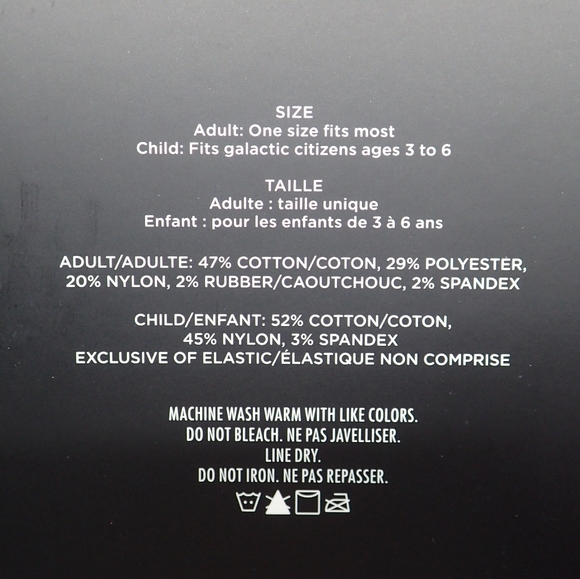 SIZE
Adult: One size fits most
Child: Fits galactic citizens ages 3 to 6
TAILLE
Adulte : taille unique
Enfant : pour les enfants de 3 à 6 ans
ADULT/ADULTE: 47% COTTON/COTON, 29% POLYESTER,
20% NYLON, 2% RUBBER/CAOUTCHOUC, 2% SPANDEX
CHILD/ENFANT: 52% COTTON/COTON,
45% NYLON, 3% SPANDEX
EXCLUSIVE OF ELASTIC/ÉLASTIQUE NON COMPRISE
MACHINE WASH WARM WITH LIKE COLORS.
DO NOT BLEACH. NE PAS JAVELLISER.
LINE DRY.
DO NOT IRON. NE PAS REPASSER.